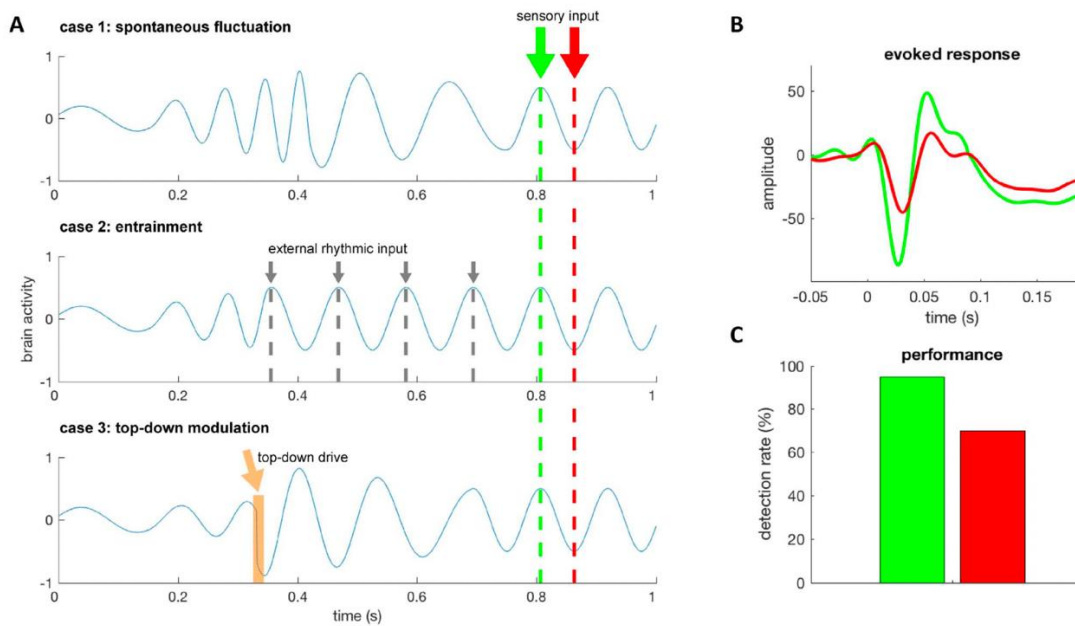 A
case 1: spontaneous fluctuation
sensory input
1
0
-1
0
0.2
0.4
0.6
0.8
1
case 2: entrainment
external rhythmic input
brain activity
1
0
-1
0
0.2
0.4
0.6
0.8
1
case 3: top-down modulation
top-down drive
1
0
-1
0
0.2
0.4
0.6
0.8
1
time (s)
B
evoked response
amplitude
50
0
-50
-0.05
0
0.05
0.1
0.15
time (s)
C
performance
detection rate (%)
100
80
60
40
20
0